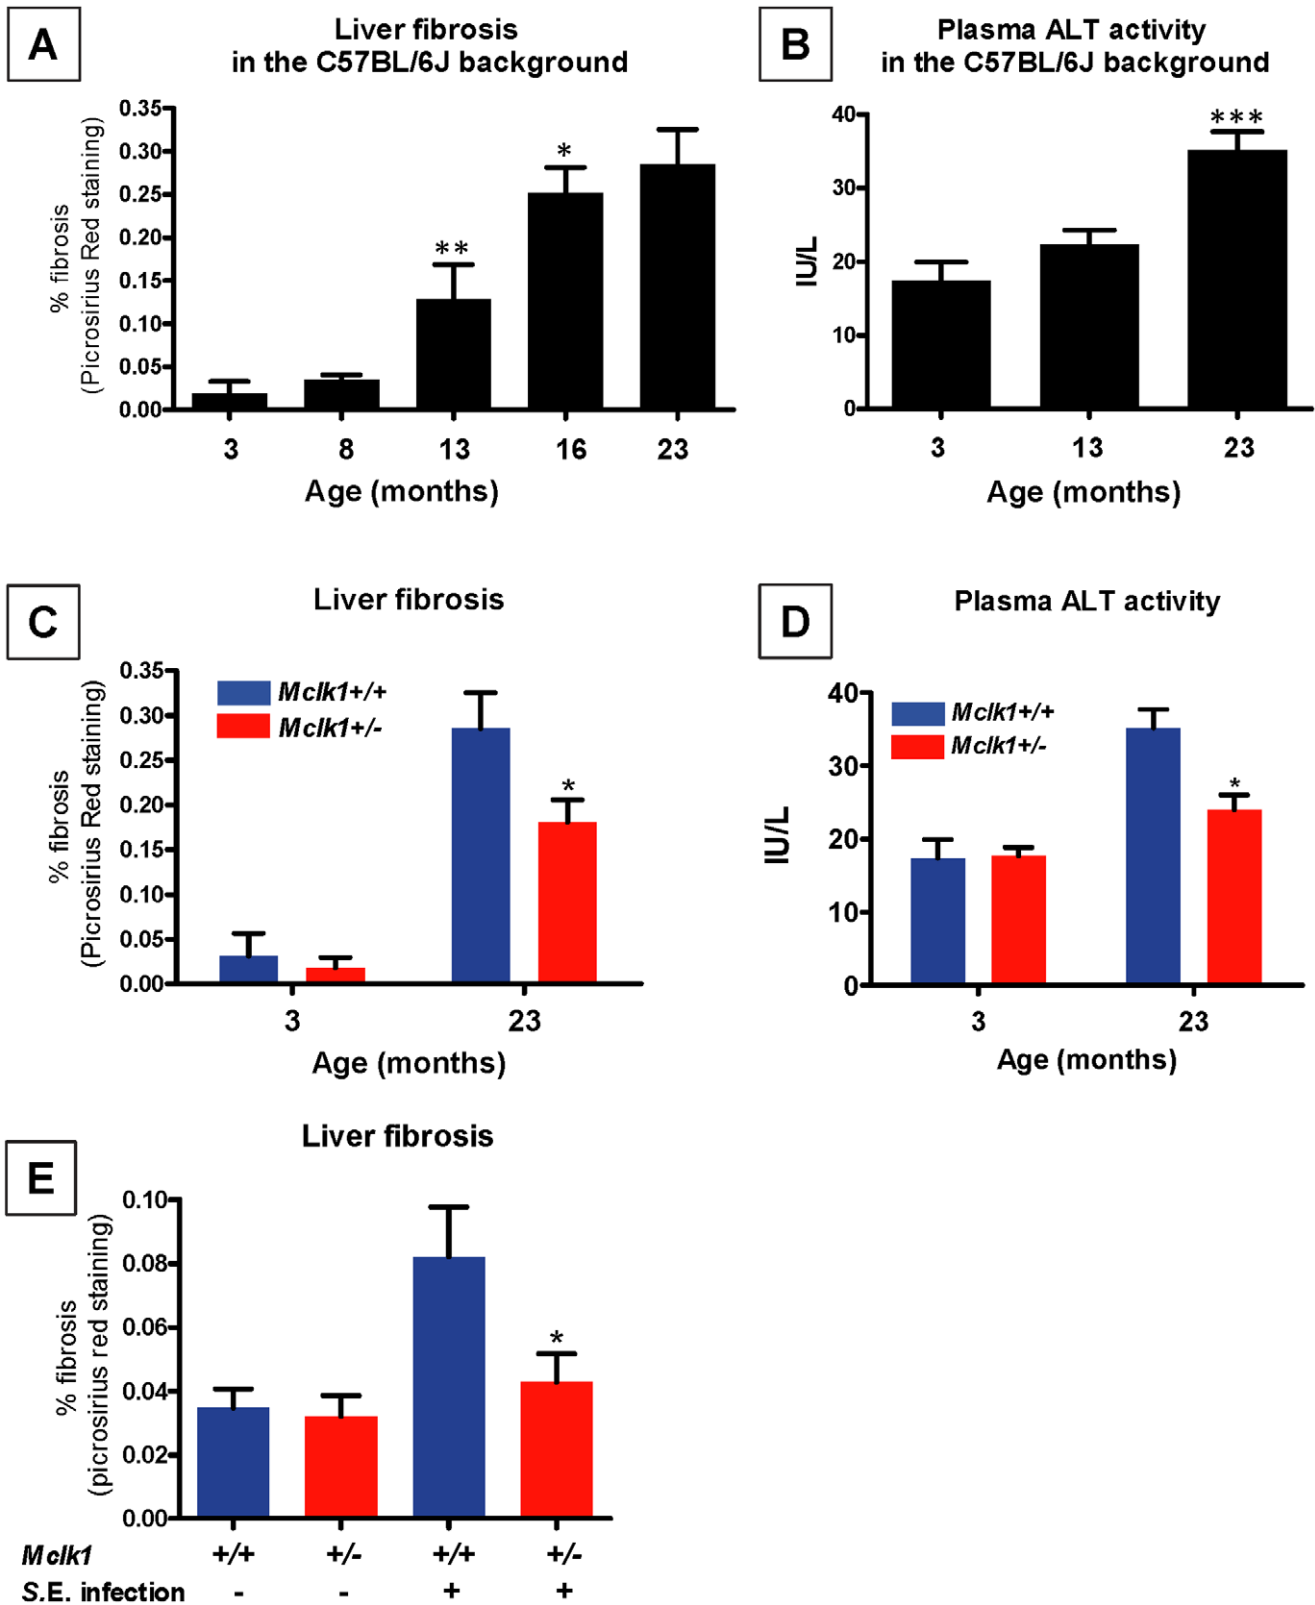 A
Liver fibrosis
in the C57BL/6J background
% fibrosis
(Picrosirius Red staining)
0.35
0.30
0.25
0.20
0.15
0.10
0.05
0.00
**
*
3 8 13 16 23
Age (months)
B
Plasma ALT activity
in the C57BL/6J background
IU/L
40
30
20
10
0
***
3 13 23
Age (months)
C
Liver fibrosis
% fibrosis
(Picrosirius Red staining)
0.35
0.30
0.25
0.20
0.15
0.10
0.05
0.00
Mclk1+/+
Mclk1+/-
*
3 23
Age (months)
D
Plasma ALT activity
IU/L
40
30
20
10
0
Mclk1+/+
Mclk1+/-
*
3 23
Age (months)
E
Liver fibrosis
% fibrosis
(picrosirius red staining)
0.10
0.08
0.06
0.04
0.02
0.00
*
Mclk1 +/+ +/- +/+ +/-
S.E. infection - - + +